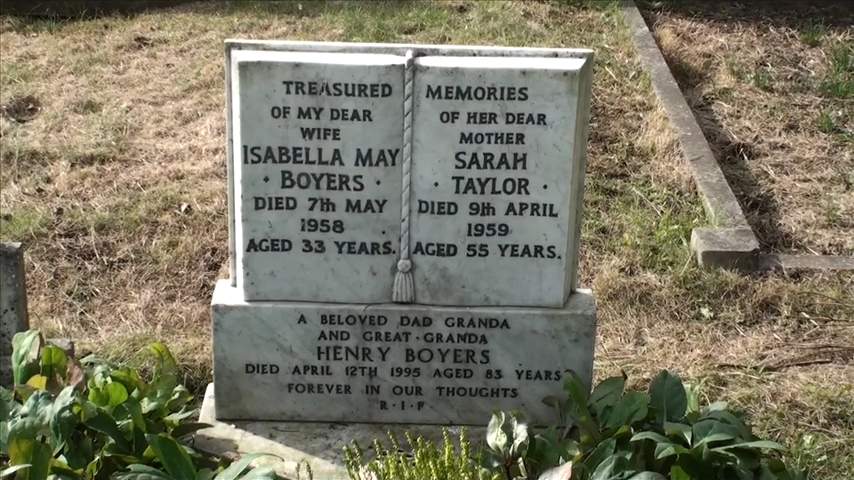 TREASURED
OF MY DEAR
WIFE
ISABELLA MAY
· BOYERS ·
DIED 7TH MAY
1958
AGED 33 YEARS.
MEMORIES
OF HER DEAR
MOTHER
SARAH
· TAYLOR ·
DIED 9TH APRIL
1959
AGED 55 YEARS.
A BELOVED DAD GRANDA
AND GREAT-GRANDA
HENRY BOYERS
DIED APRIL 12TH 1995 AGED 83 YEARS
FOREVER IN OUR THOUGHTS
R·I·F